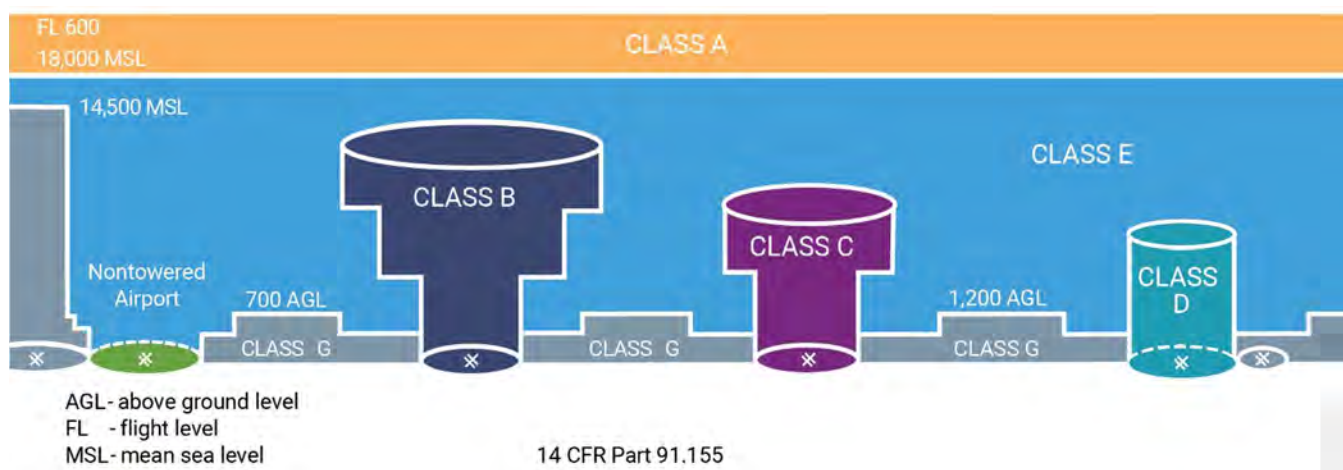 FL 600
18,000 MSL
CLASS A
14,500 MSL
CLASS E
CLASS B
CLASS C
Nontowered
Airport
CLASS
D
700 AGL
1,200 AGL
CLASS G
CLASS G
CLASS G
AGL- above ground level
FL - flight level
MSL- mean sea level
14 CFR Part 91.155